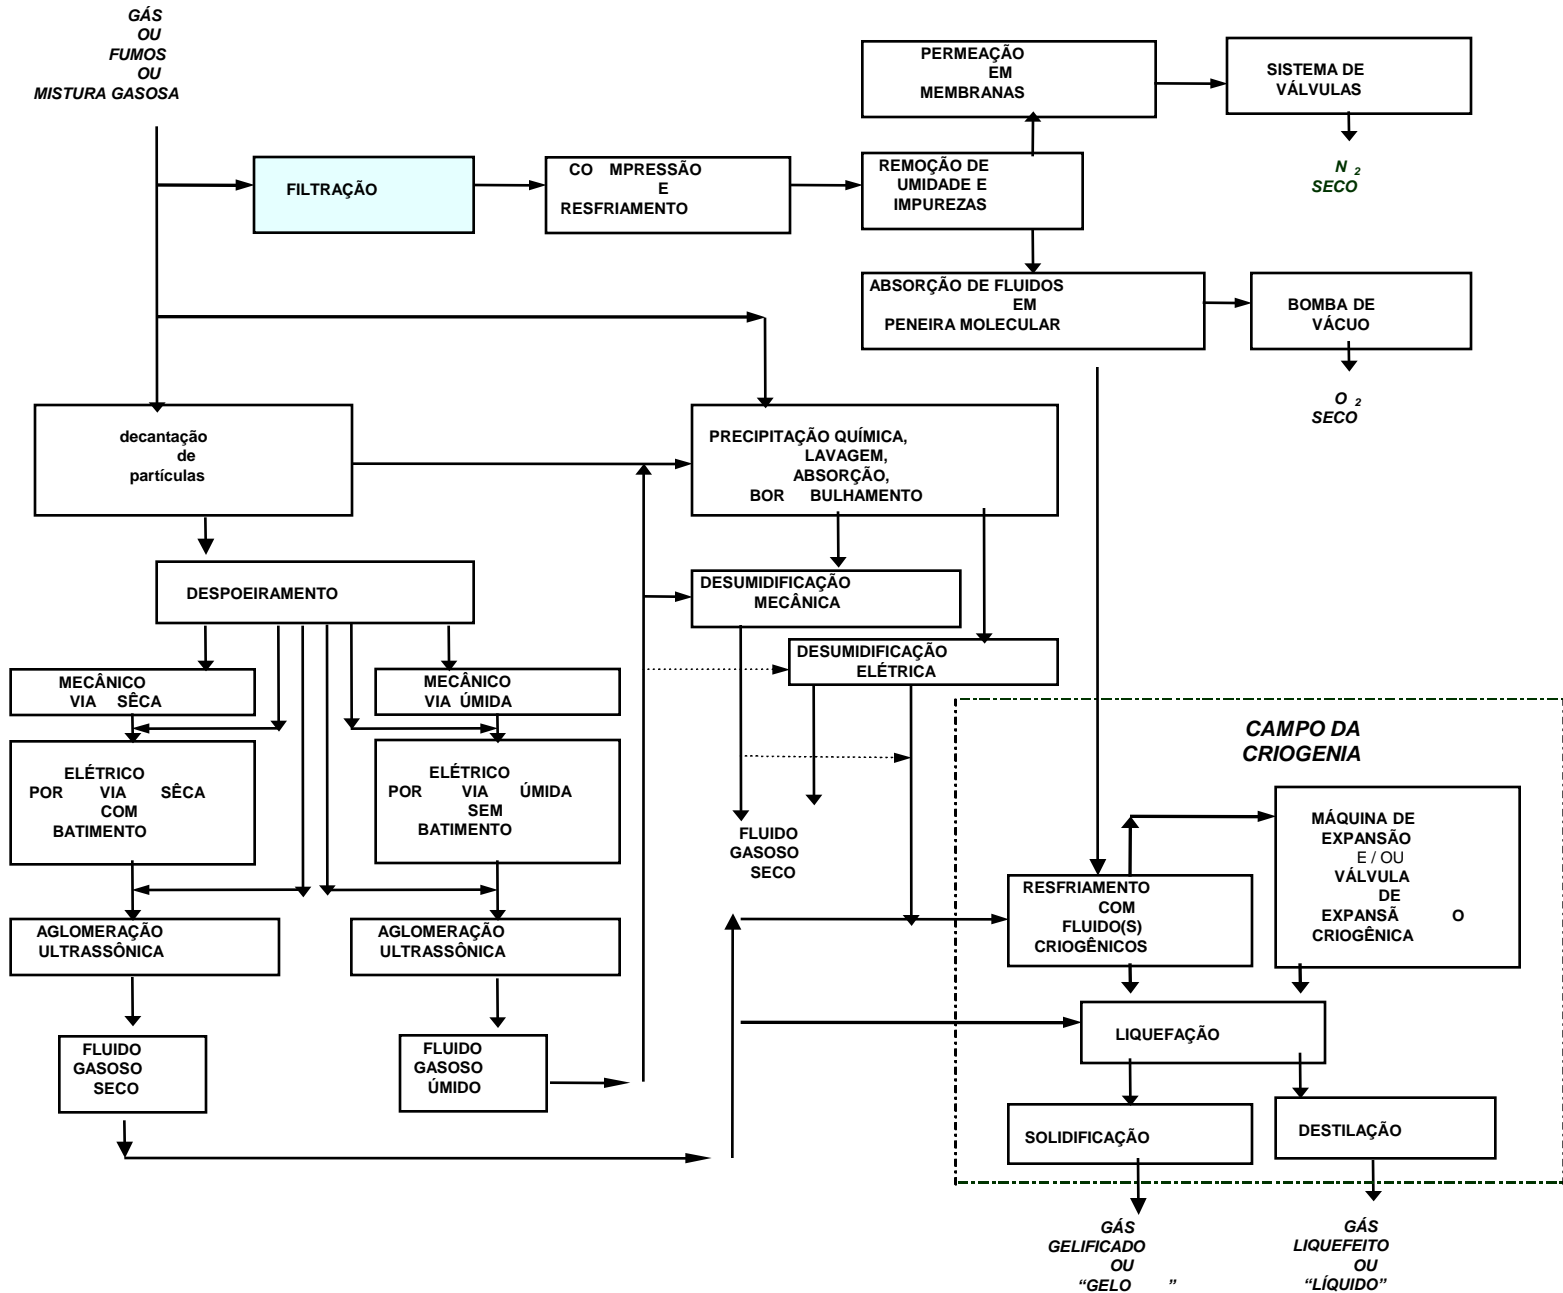 GÁS
OU
FUMOS
OU
MISTURA GASOSA
PERMEAÇÃO
EM
MEMBRANAS
SISTEMA DE
VÁLVULAS
FILTRAÇÃO
CO MPRESSÃO
E
RESFRIAMENTO
REMOÇÃO DE
UMIDADE E
IMPUREZAS
N 2
SECO
ABSORÇÃO DE FLUIDOS
EM
PENEIRA MOLECULAR
BOMBA DE
VÁCUO
O 2
SECO
decantação
de
partículas
PRECIPITAÇÃO QUÍMICA,
LAVAGEM,
ABSORÇÃO,
BOR BULHAMENTO
DESPOEIRAMENTO
DESUMIDIFICAÇÃO
MECÂNICA
DESUMIDIFICAÇÃO
ELÉTRICA
MECÂNICO
VIA SÊCA
MECÂNICO
VIA ÚMIDA
ELÉTRICO
POR VIA SÊCA
COM
BATIMENTO
ELÉTRICO
POR VIA ÚMIDA
SEM
BATIMENTO
FLUIDO
GASOSO
SECO
CAMPO DA
CRIOGENIA
MÁQUINA DE
EXPANSÃO
E / OU
VÁLVULA
DE
EXPANSÃ O
CRIOGÊNICA
RESFRIAMENTO
COM
FLUIDO(S)
CRIOGÊNICOS
AGLOMERAÇÃO
ULTRASSÔNICA
AGLOMERAÇÃO
ULTRASSÔNICA
LIQUEFAÇÃO
FLUIDO
GASOSO
SECO
FLUIDO
GASOSO
ÚMIDO
SOLIDIFICAÇÃO
DESTILAÇÃO
GÁS
GELIFICADO
OU
“GELO ”
GÁS
LIQUEFEITO
OU
“LÍQUIDO”